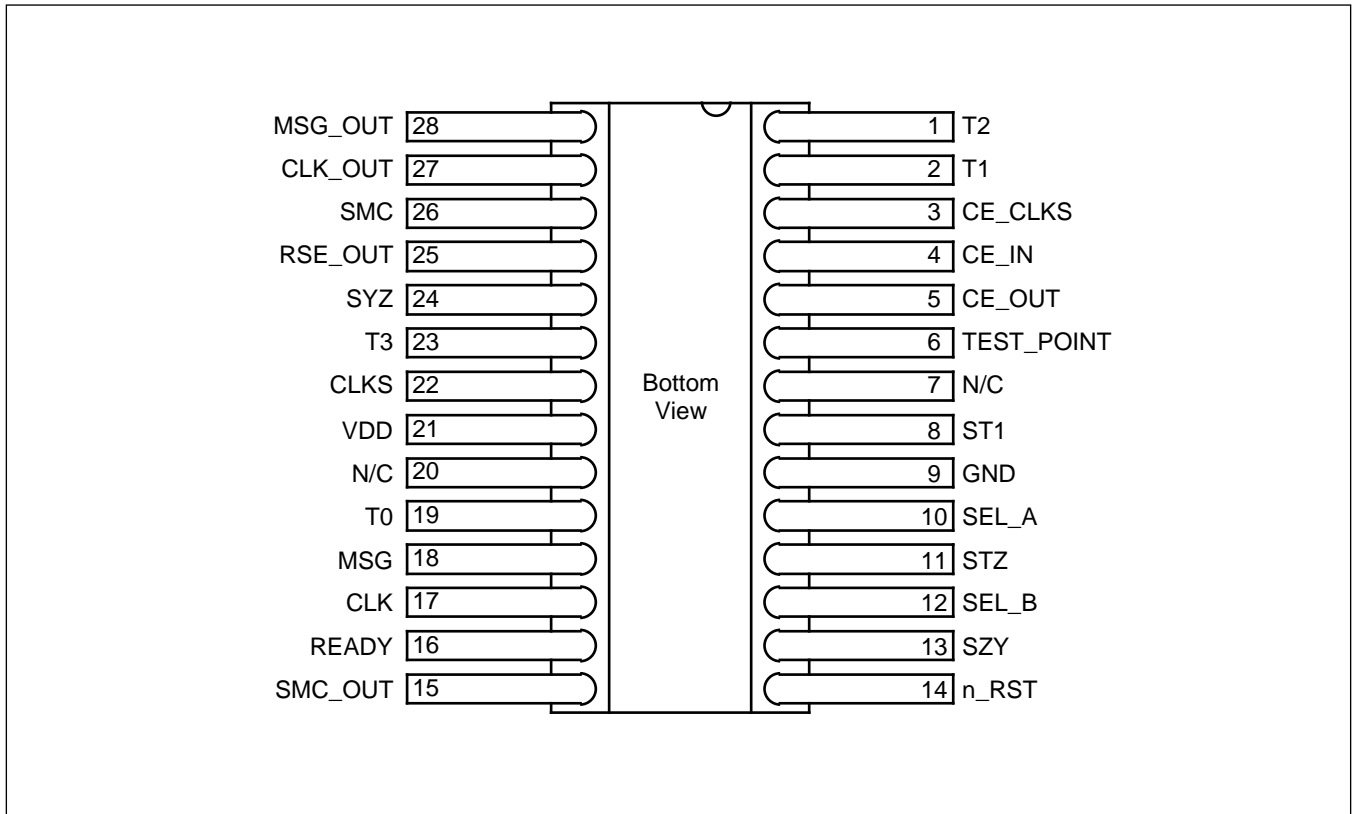 MSG_OUT 28 1 T2
CLK_OUT 27 2 T1
SMC 26 3 CE_CLKS
RSE_OUT 25 4 CE_IN
SYZ 24 5 CE_OUT
T3 23 6 TEST_POINT
CLKS 22 Bottom 7 N/C
View
VDD 21 8 ST1
N/C 20 9 GND
T0 19 10 SEL_A
MSG 18 11 STZ
CLK 17 12 SEL_B
READY 16 13 SZY
SMC_OUT 15 14 n_RST